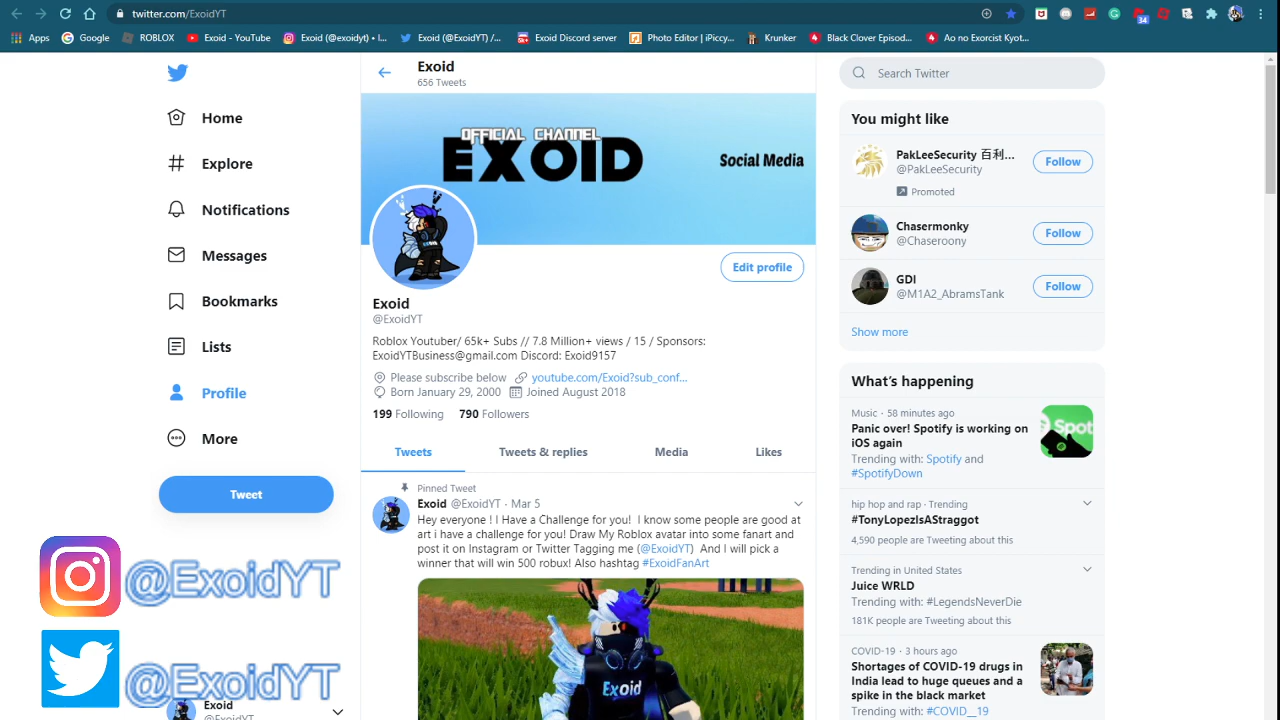 twitter.com/ExoidYT
34
Apps
Google
ROBLOX
Exoid - YouTube
Exoid (@exoidyt) • I...
Exoid (@ExoidYT) /...
Exoid Discord server
Photo Editor | iPiccy...
Krunker
Black Clover Episod...
Ao no Exorcist Kyot...
Home
Explore
Notifications
Messages
Bookmarks
Lists
Profile
More
Tweet
@ExoidYT
@ExoidYT
Exoid
@ExoidYT
Exoid
656 Tweets
OFFICIAL CHANNEL
EXOID
Social Media
Edit profile
Exoid
@ExoidYT
Roblox Youtuber/ 65k+ Subs // 7.8 Million+ views / 15 / Sponsors:
ExoidYTBusiness@gmail.com Discord: Exoid9157
Please subscribe below youtube.com/Exoid?sub_conf...
Born January 29, 2000 Joined August 2018
199 Following 790 Followers
Tweets
Tweets & replies
Media
Likes
Pinned Tweet
Exoid @ExoidYT · Mar 5
Hey everyone ! I Have a Challenge for you! I know some people are good at
art i have a challenge for you! Draw My Roblox avatar into some fanart and
post it on Instagram or Twitter Tagging me (@ExoidYT) And I will pick a
winner that will win 500 robux! Also hashtag #ExoidFanArt
Exoid
Search Twitter
You might like
PakLeeSecurity 百利...
@PakLeeSecurity
Follow
Promoted
Chasermonky
@Chaseroony
Follow
GDI
@M1A2_AbramsTank
Follow
Show more
What's happening
Music · 58 minutes ago
Panic over! Spotify is working on
iOS again
Trending with: Spotify and
#SpotifyDown
Spot
hip hop and rap · Trending
#TonyLopezIsAStraggot
4,590 people are Tweeting about this
Trending in United States
Juice WRLD
Trending with: #LegendsNeverDie
181K people are Tweeting about this
COVID-19 · 3 hours ago
Shortages of COVID-19 drugs in
India lead to huge queues and a
spike in the black market
Trending with: #COVID__19